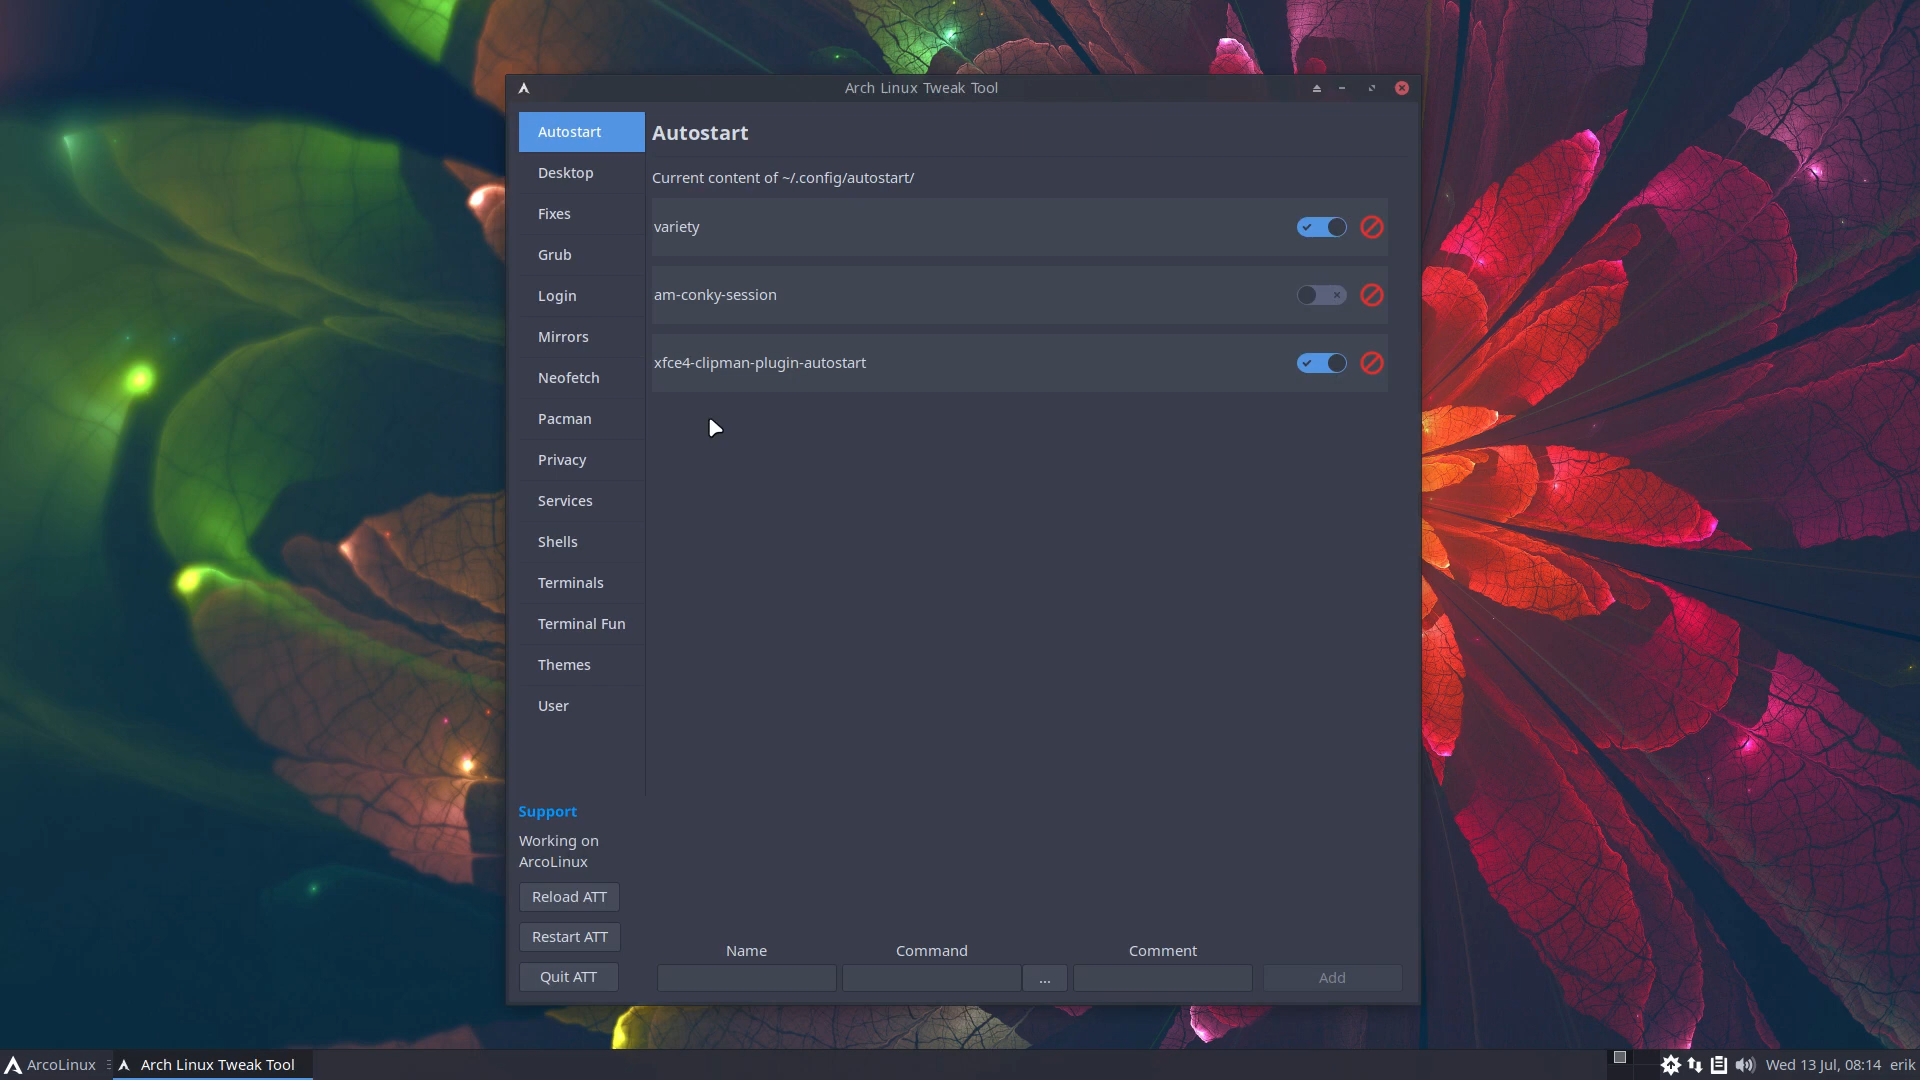 Arch Linux Tweak Tool
Autostart
Desktop
Fixes
Grub
Login
Mirrors
Neofetch
Pacman
Privacy
Services
Shells
Terminals
Terminal Fun
Themes
User
Support
Working on
ArcoLinux
Reload ATT
Restart ATT
Quit ATT
Autostart
Current content of ~/.config/autostart/
variety
am-conky-session
xfce4-clipman-plugin-autostart
Name Command Comment
... Add
ArcoLinux Arch Linux Tweak Tool Wed 13 Jul, 08:14 erik